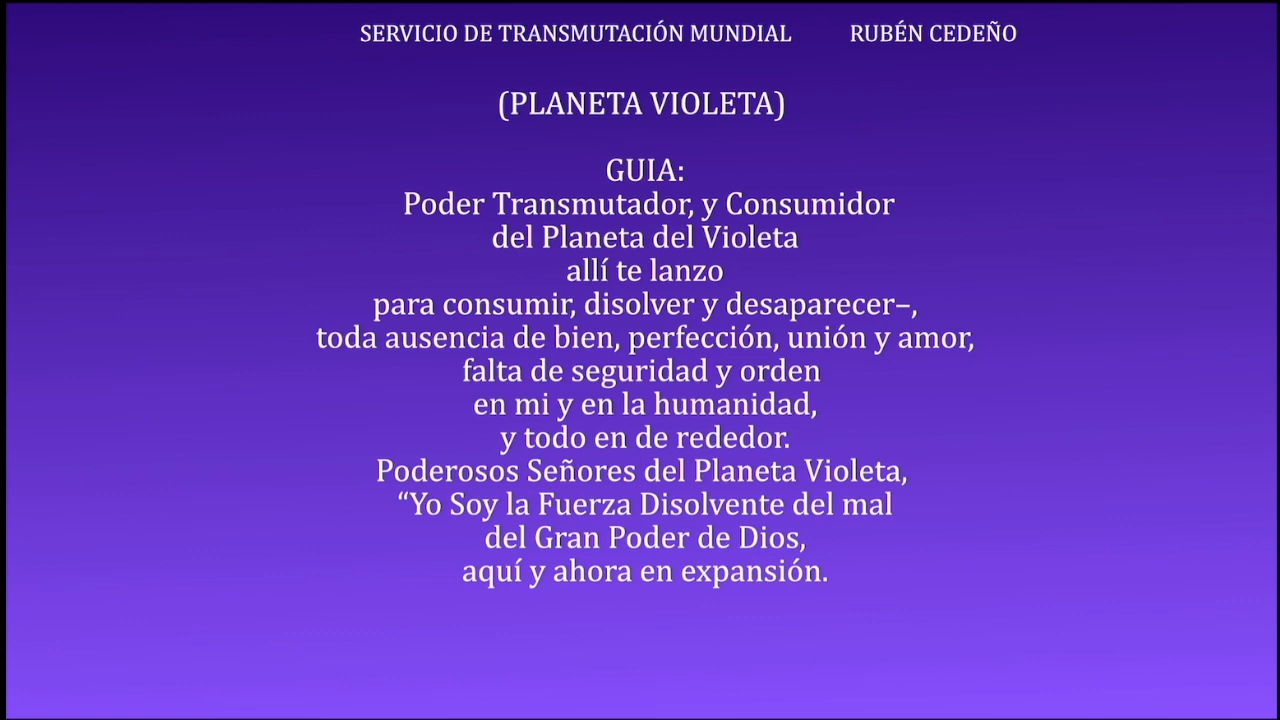 SERVICIO DE TRANSMUTACIÓN MUNDIAL RUBÉN CEDEÑO
(PLANETA VIOLETA)
GUIA:
Poder Transmutador, y Consumidor
del Planeta del Violeta
allí te lanzo
para consumir, disolver y desaparecer–,
toda ausencia de bien, perfección, unión y amor,
falta de seguridad y orden
en mi y en la humanidad,
y todo en de rededor.
Poderosos Señores del Planeta Violeta,
“Yo Soy la Fuerza Disolvente del mal
del Gran Poder de Dios,
aquí y ahora en expansión.